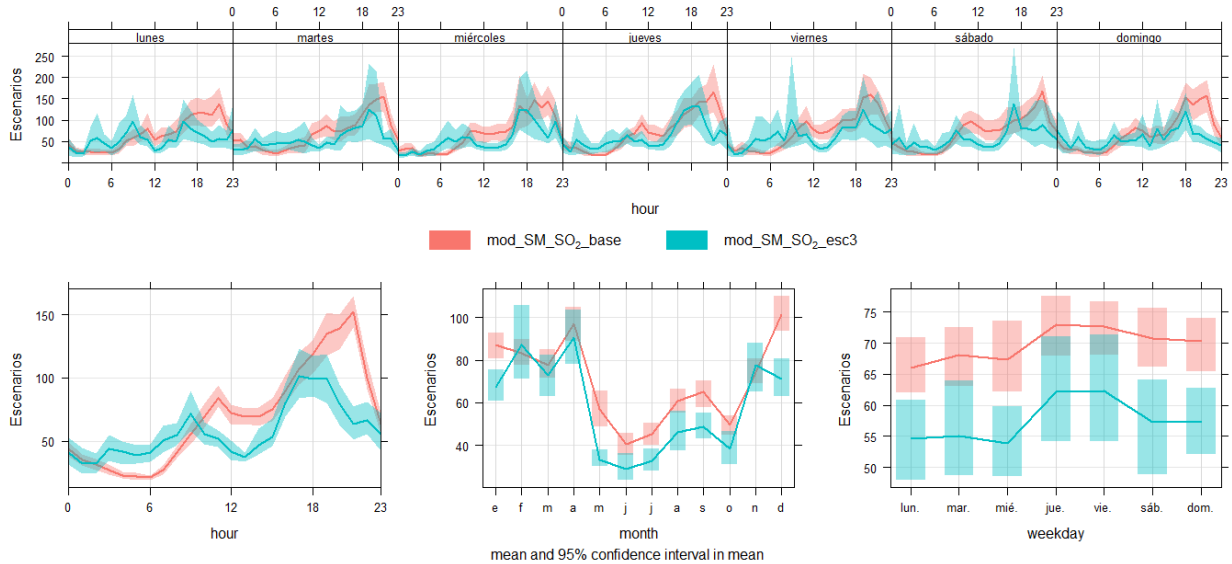 0 6 12 18 23 0 6 12 18 23 0 6 12 18 23
lunes martes miércoles jueves viernes sábado domingo
250
200
150
100
50
Escenarios
0 6 12 18 23 0 6 12 18 23 0 6 12 18 23 0 6 12 18 23
hour
mod_SM_SO2_base mod_SM_SO2_esc3
150
100
50
Escenarios
0 6 12 18 23
hour
100
80
60
40
Escenarios
e f m a m j j a s o n d
month
75
70
65
60
55
50
Escenarios
lun. mar. mié. jue. vie. sáb. dom.
weekday
mean and 95% confidence interval in mean